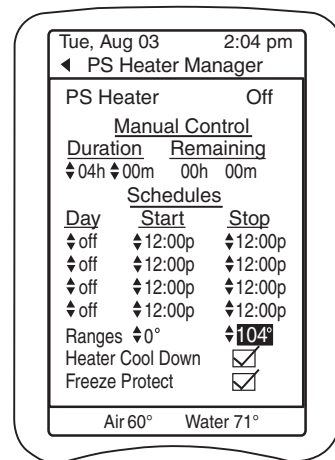 Tue, Aug 03 2:04 pm
◀ PS Heater Manager
PS Heater Off
Manual Control
Duration Remaining
04h 00m 00h 00m
Schedules
Day Start Stop
off 12:00p 12:00p
off 12:00p 12:00p
off 12:00p 12:00p
off 12:00p 12:00p
Ranges 0° 104°
Heater Cool Down
Freeze Protect
Air 60° Water 71°